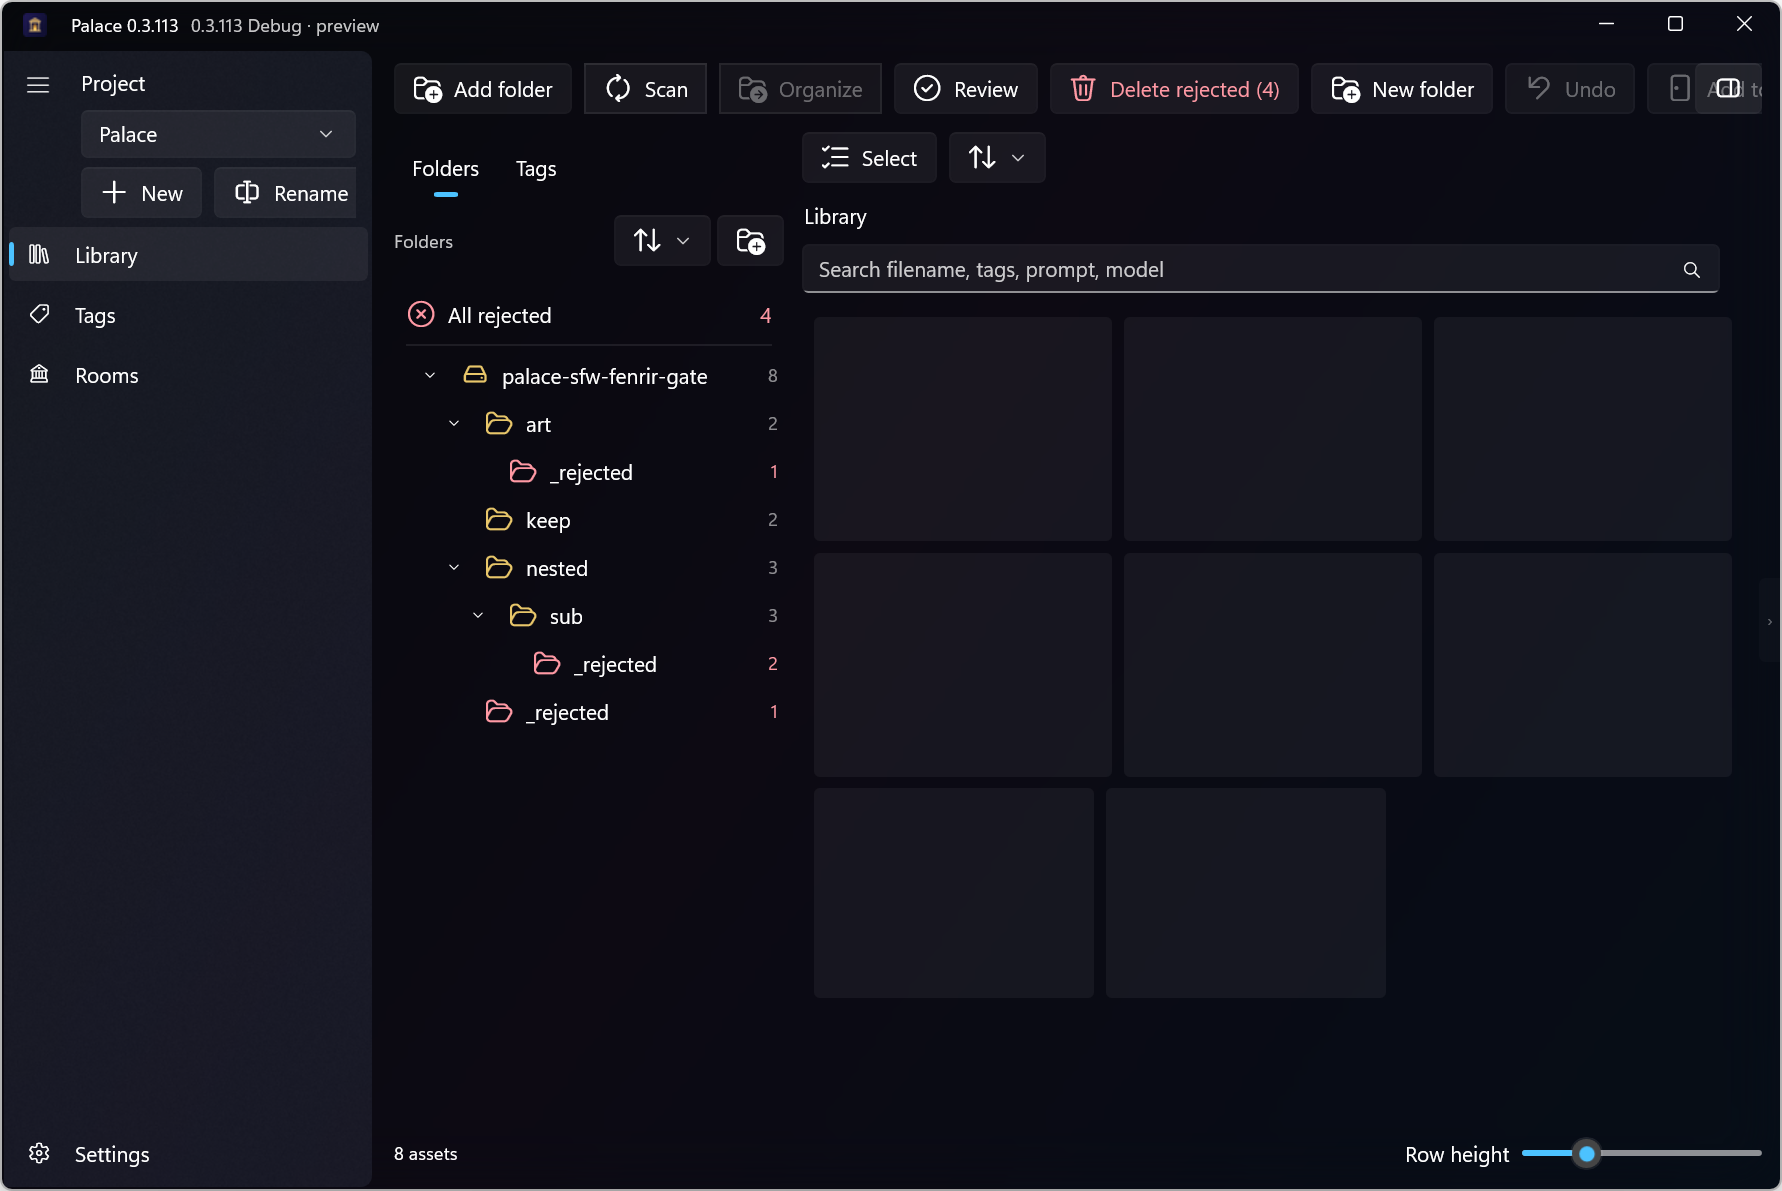 Palace 0.3.113 0.3.113 Debug · preview
Project
Palace
New Rename
Library
Tags
Rooms
Settings
Add folder Scan Organize Review Delete rejected (4) New folder Undo Add to
Folders Tags
Folders
All rejected 4
palace-sfw-fenrir-gate 8
art 2
_rejected 1
keep 2
nested 3
sub 3
_rejected 2
_rejected 1
Select
Library
Search filename, tags, prompt, model
8 assets
Row height